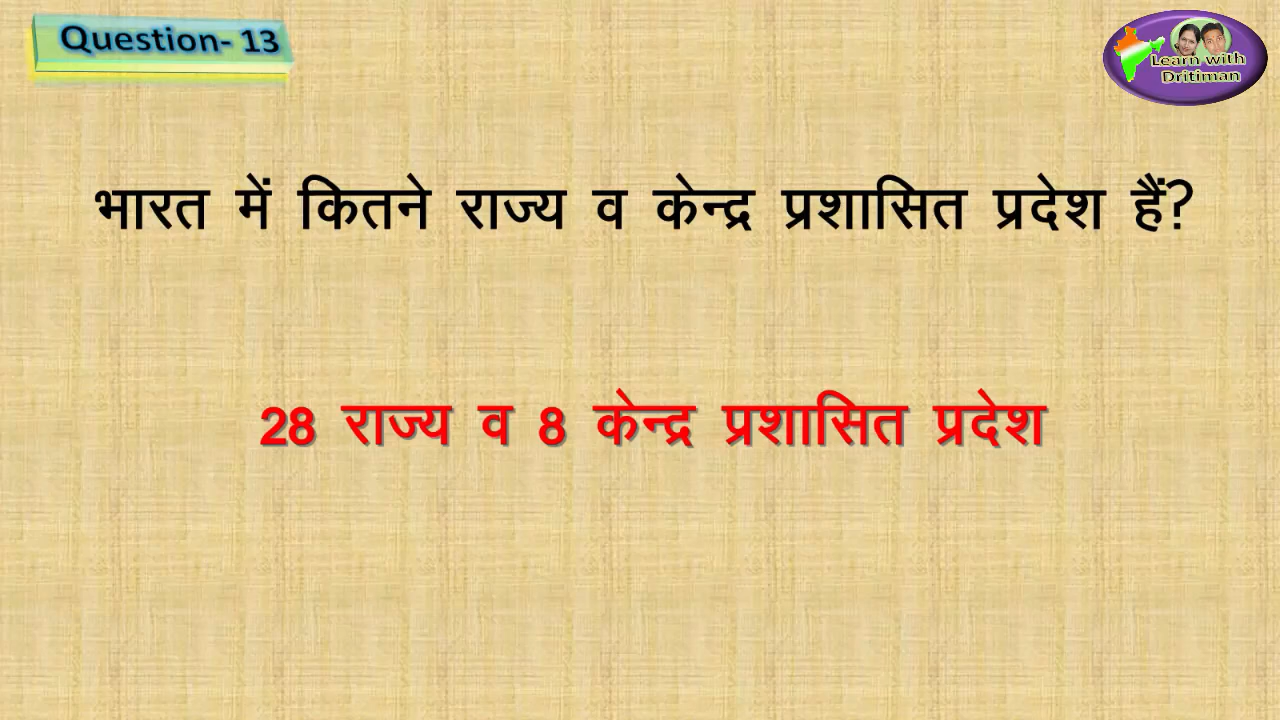 Question- 13
Learn with
Dritiman
भारत में कितने राज्य व केन्द्र प्रशासित प्रदेश हैं?
28 राज्य व 8 केन्द्र प्रशासित प्रदेश